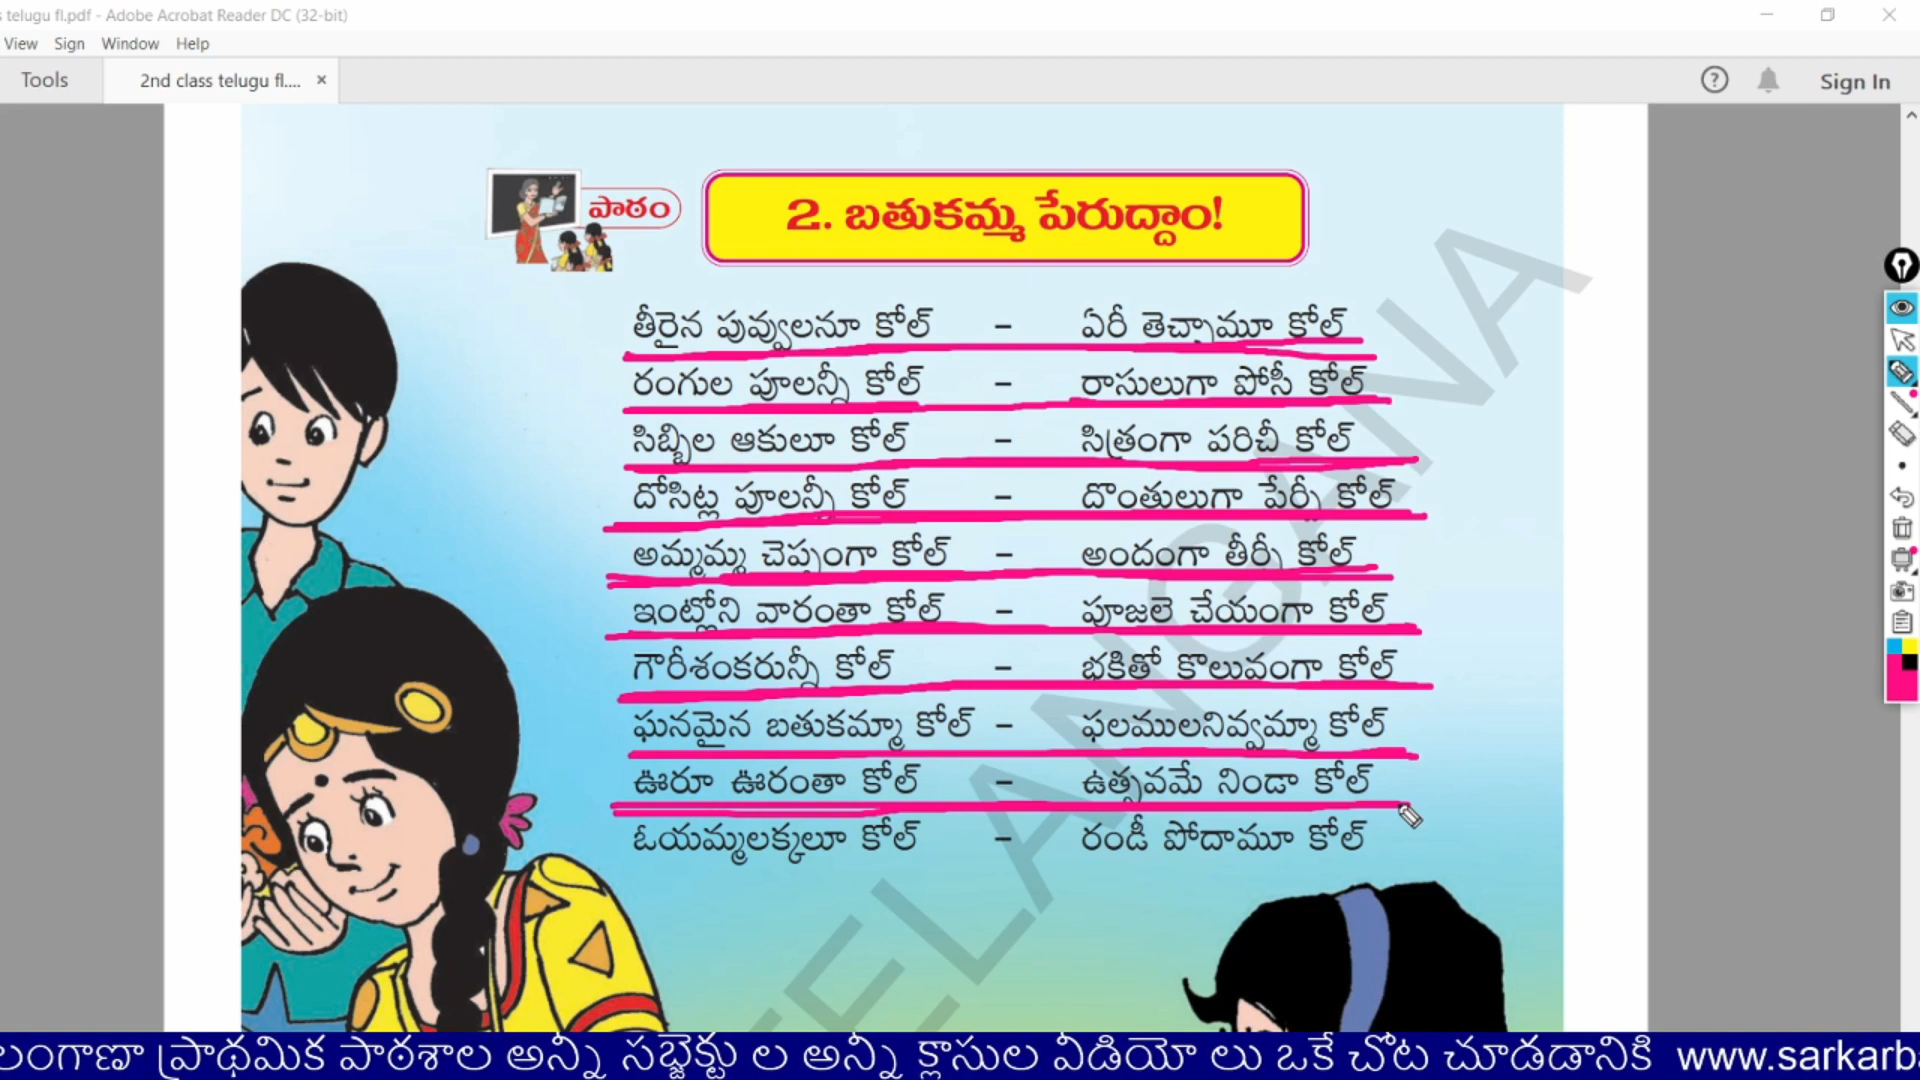 s telugu fl.pdf - Adobe Acrobat Reader DC (32-bit)
View Sign Window Help
Tools 2nd class telugu fl.... × Sign In
పాఠం
2. బతుకమ్మ పేరుద్దాం!
తీరైన పువ్వులనూ కోల్ - ఏరీ తెచ్చామూ కోల్
రంగుల పూలన్నీ కోల్ - రాసులుగా పోసీ కోల్
సిబ్బిల ఆకులూ కోల్ - సిత్రంగా పరిచీ కోల్
దోసిట్ల పూలన్నీ కోల్ - దొంతులుగా పేర్చీ కోల్
అమ్మమ్మ చెప్పంగా కోల్ - అందంగా తీర్చీ కోల్
ఇంట్లోని వారంతా కోల్ - పూజలె చేయంగా కోల్
గౌరీశంకరున్నీ కోల్ - భకితో కొలువంగా కోల్
ఘనమైన బతుకమ్మా కోల్ - ఫలములనివ్వమ్మా కోల్
ఊరూ ఊరంతా కోల్ - ఉత్సవమే నిండా కోల్
ఓయమ్మలక్కలూ కోల్ - రండీ పోదామూ కోల్
TELANGANA
లంగాణా ప్రాథమిక పాఠశాల అన్ని సబ్జెక్టు ల అన్ని క్లాసుల వీడియో లు ఒకే చోట చూడడానికి www.sarkarb